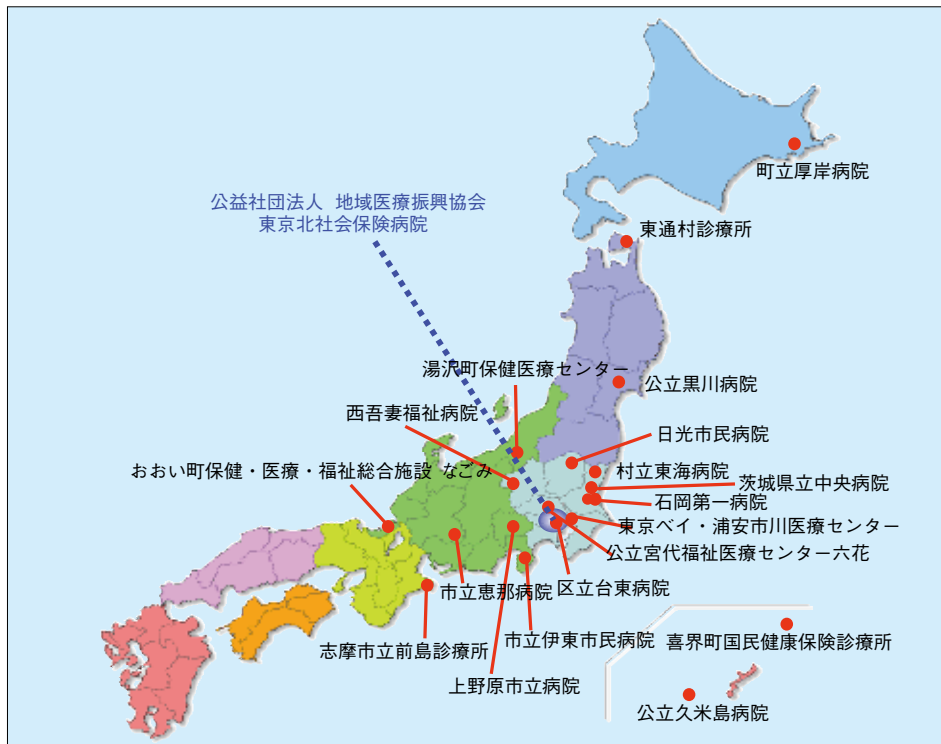 町立厚岸病院
公益社団法人 地域医療振興協会
東京北社会保険病院
東通村診療所
湯沢町保健医療センター
公立黒川病院
西吾妻福祉病院
日光市民病院
おおい町保健・医療・福祉総合施設 なごみ
村立東海病院
茨城県立中央病院
石岡第一病院
東京ベイ・浦安市川医療センター
公立宮代福祉医療センター六花
市立恵那病院
区立台東病院
市立伊東市民病院
喜界町国民健康保険診療所
志摩市立前島診療所
上野原市立病院
公立久米島病院